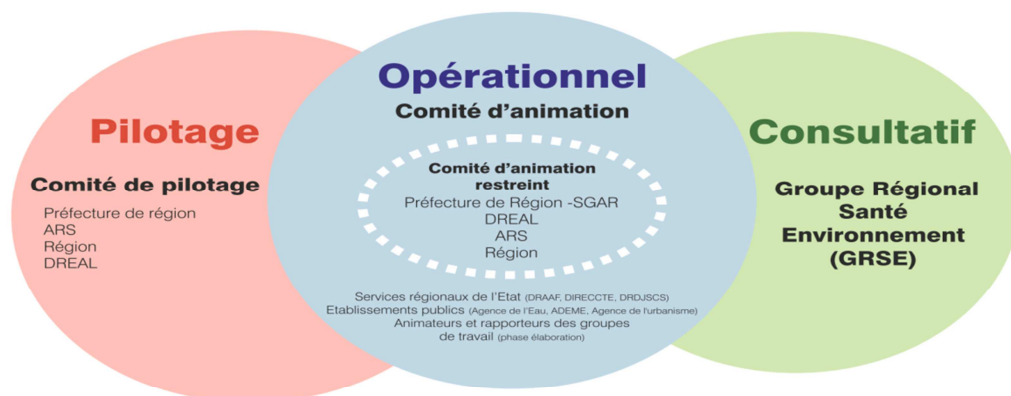 Pilotage
Comité de pilotage
Préfecture de région
ARS
Région
DREAL
Opérationnel
Comité d'animation
Comité d'animation
restreint
Préfecture de Région -SGAR
DREAL
ARS
Région
Services régionaux de l'Etat (DRAAF, DIRECCTE, DRDJSCS)
Etablissements publics (Agence de l'Eau, ADEME, Agence de l'urbanisme)
Animateurs et rapporteurs des groupes
de travail (phase élaboration)
Consultatif
Groupe Régional
Santé
Environnement
(GRSE)